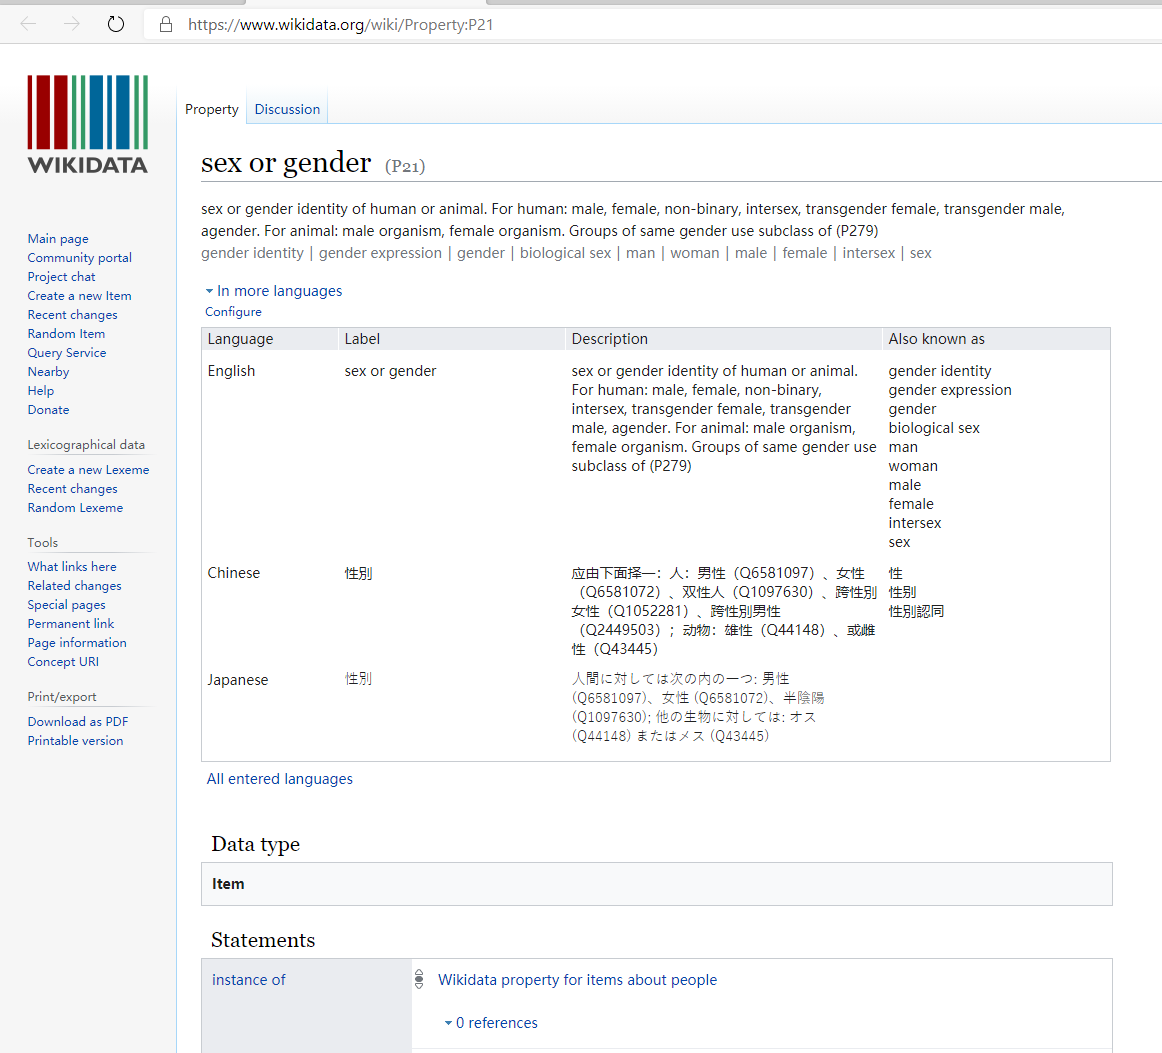 https://www.wikidata.org/wiki/Property:P21
WIKIDATA
Main page
Community portal
Project chat
Create a new Item
Recent changes
Random Item
Query Service
Nearby
Help
Donate
Lexicographical data
Create a new Lexeme
Recent changes
Random Lexeme
Tools
What links here
Related changes
Special pages
Permanent link
Page information
Concept URI
Print/export
Download as PDF
Printable version
Property Discussion
sex or gender (P21)
sex or gender identity of human or animal. For human: male, female, non-binary, intersex, transgender female, transgender male,
agender. For animal: male organism, female organism. Groups of same gender use subclass of (P279)
gender identity | gender expression | gender | biological sex | man | woman | male | female | intersex | sex
In more languages
Configure
Language Label Description Also known as
English sex or gender sex or gender identity of human or animal. gender identity
For human: male, female, non-binary, gender expression
intersex, transgender female, transgender gender
male, agender. For animal: male organism, biological sex
female organism. Groups of same gender use man
subclass of (P279) woman
male
female
intersex
sex
Chinese 性別 应由下面择一：人：男性（Q6581097）、女性 性
（Q6581072）、双性人（Q1097630）、跨性別 性别
女性（Q1052281）、跨性別男性 性別認同
（Q2449503）；动物：雄性（Q44148）、或雌
性（Q43445）
Japanese 性別 人間に対しては次の内の一つ: 男性
(Q6581097)、女性 (Q6581072)、半陰陽
(Q1097630); 他の生物に対しては: オス
(Q44148) またはメス (Q43445)
All entered languages
Data type
Item
Statements
instance of Wikidata property for items about people
0 references